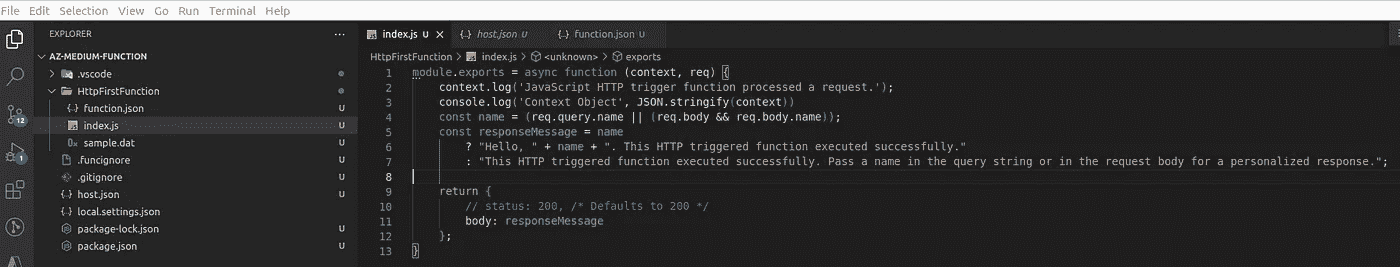 File Edit Selection View Go Run Terminal Help
EXPLORER ...
AZ-MEDIUM-FUNCTION
.vscode
HttpFirstFunction
function.json U
index.js U
sample.dat U
.funcignore U
.gitignore U
host.json U
local.settings.json
package-lock.json U
package.json U
12
1
index.js U host.json U function.json U
HttpFirstFunction > index.js > <unknown> > exports
1 module.exports = async function (context, req) {
2 context.log('JavaScript HTTP trigger function processed a request.');
3 console.log('Context Object', JSON.stringify(context))
4 const name = (req.query.name || (req.body && req.body.name));
5 const responseMessage = name
6 ? "Hello, " + name + ". This HTTP triggered function executed successfully."
7 : "This HTTP triggered function executed successfully. Pass a name in the query string or in the request body for a personalized response.";
8
9 return {
10 // status: 200, /* Defaults to 200 */
11 body: responseMessage
12 };
13 }